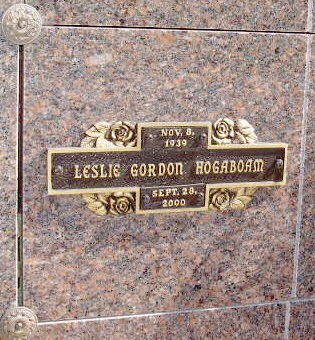 NOV. 8,
1939
LESLIE GORDON HOGABOAM
SEPT. 28,
2000